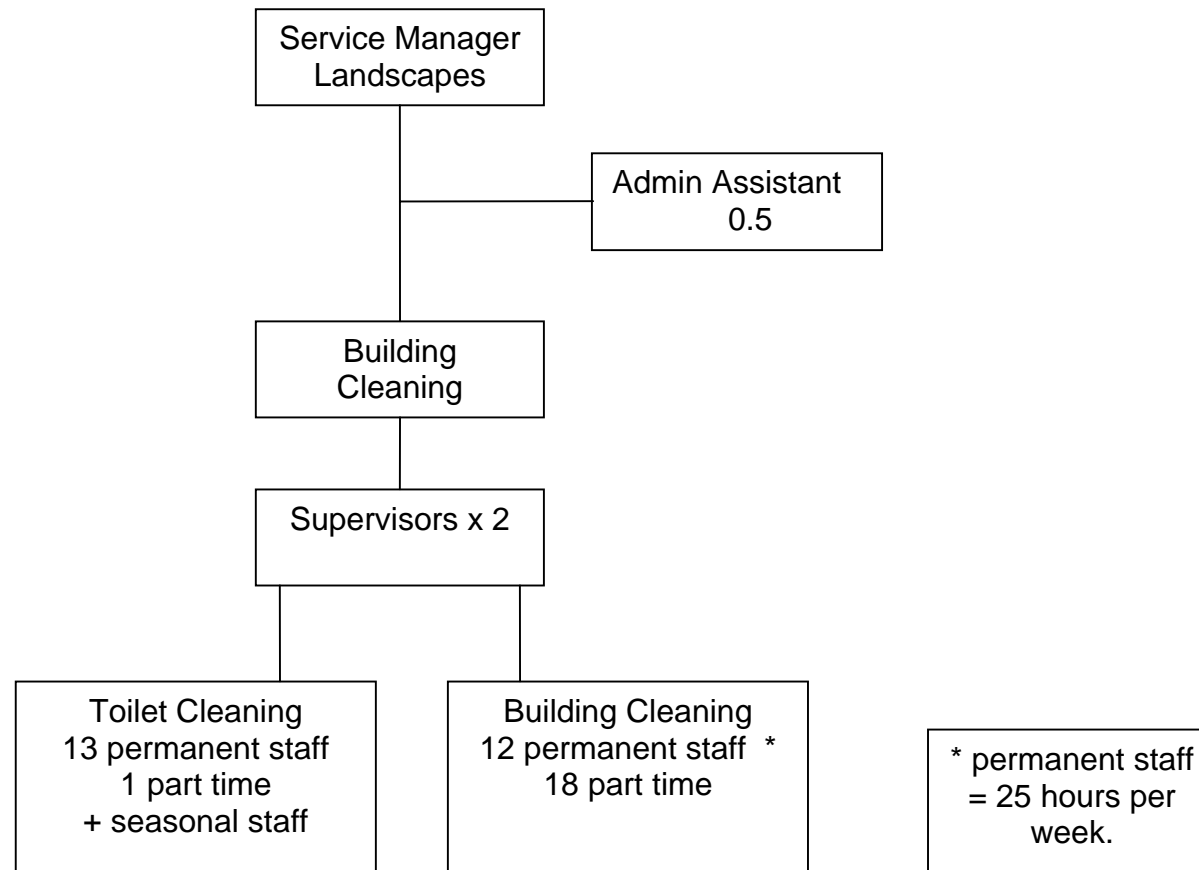 Service Manager
Landscapes
Admin Assistant
0.5
Building
Cleaning
Supervisors x 2
Toilet Cleaning
13 permanent staff
1 part time
+ seasonal staff
Building Cleaning
12 permanent staff *
18 part time
* permanent staff
= 25 hours per
week.